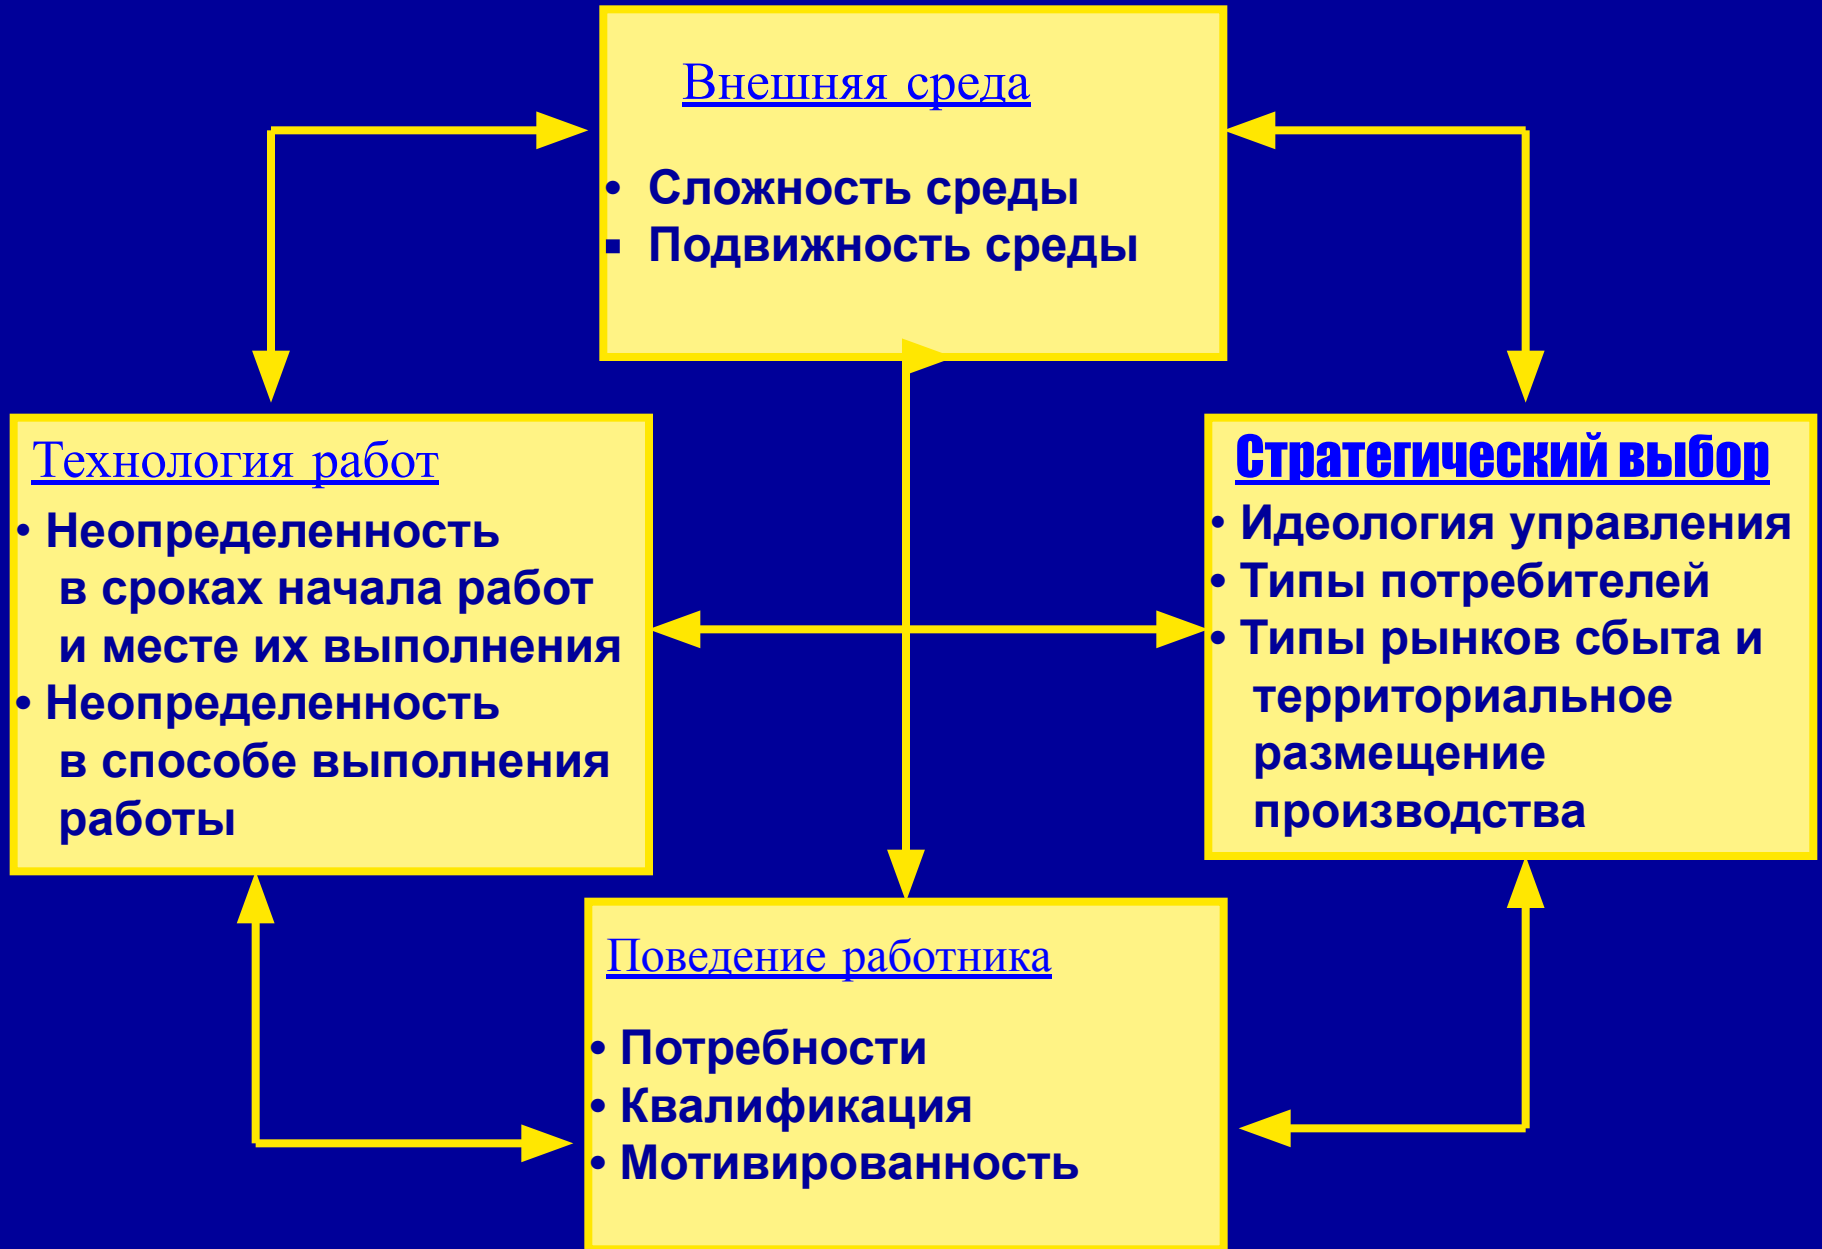 Внешняя среда
• Сложность среды
▪ Подвижность среды
Технология работ
• Неопределенность
в сроках начала работ
и месте их выполнения
• Неопределенность
в способе выполнения
работы
Стратегический выбор
• Идеология управления
• Типы потребителей
• Типы рынков сбыта и
территориальное
размещение
производства
Поведение работника
• Потребности
• Квалификация
• Мотивированность